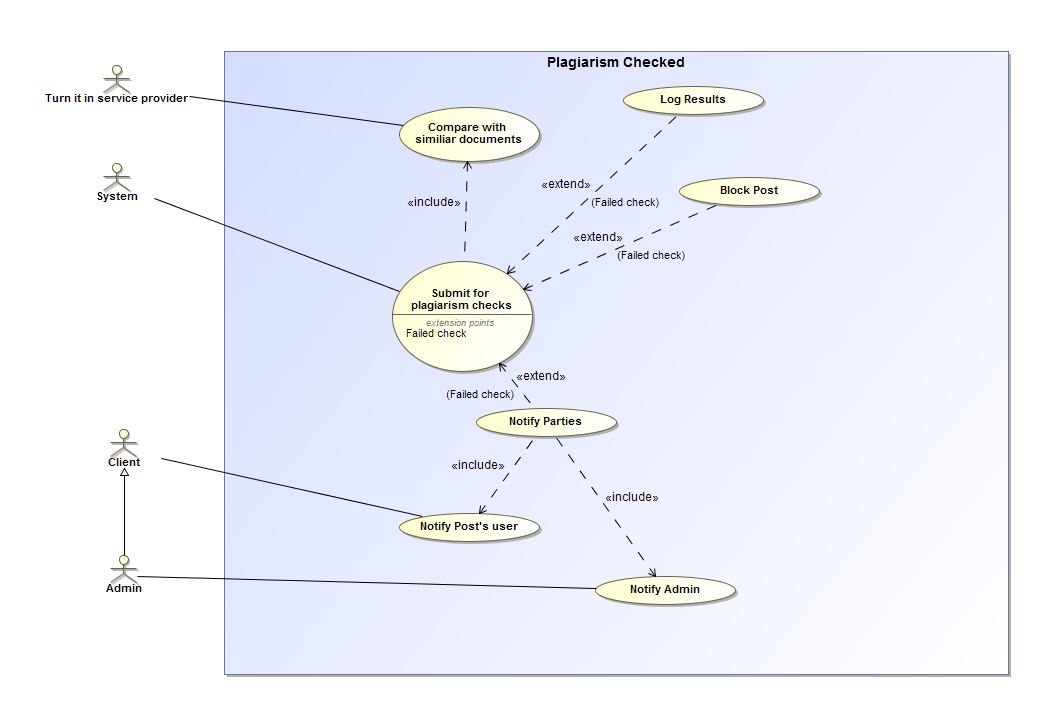 Plagiarism Checked
Turn it in service provider
Log Results
Compare with
similiar documents
System
«include»
«extend»
(Failed check)
Block Post
«extend»
(Failed check)
Submit for
plagiarism checks
extension points
Failed check
«extend»
(Failed check)
Notify Parties
Client
«include»
«include»
Notify Post's user
Admin
Notify Admin